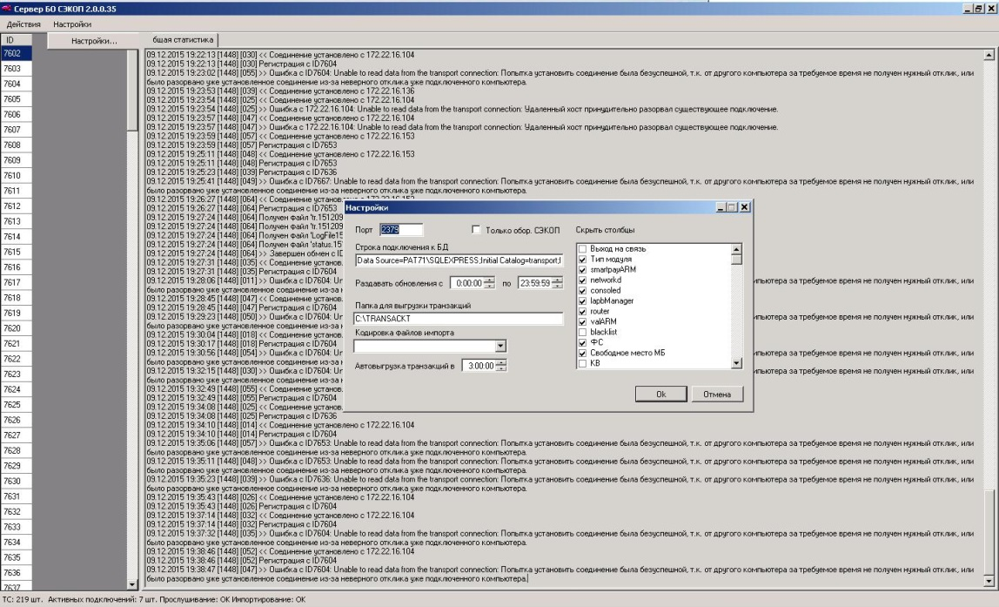 Сервер БО СЭКОП 2.0.0.35
Действия Настройки
ID Настройки... бщая статистика
7602
7603
7604
7605
7606
7607
7608
7609
7610
7611
7612
7613
7614
7615
7616
7617
7618
7619
7620
7621
7622
7623
7624
7625
7626
7627
7628
7629
7630
7631
7632
7633
7634
7635
7636
7637
09.12.2015 19:22:13 [1448] [030] << Соединение установлено с 172.22.16.104
09.12.2015 19:22:13 [1448] [030] Регистрация с ID7604
09.12.2015 19:23:02 [1448] [055] >> Ошибка с ID7604: Unable to read data from the transport connection: Попытка установить соединение была безуспешной, т.к. от другого компьютера за требуемое время не получен нужный отклик, или
было разорвано уже установленное соединение из-за неверного отклика уже подключенного компьютера.
09.12.2015 19:23:53 [1448] [039] << Соединение установлено с 172.22.16.136
09.12.2015 19:23:54 [1448] [025] << Соединение установлено с 172.22.16.104
09.12.2015 19:23:54 [1448] [025] >> Ошибка с 172.22.16.104: Unable to read data from the transport connection: Удаленный хост принудительно разорвал существующее подключение.
09.12.2015 19:23:57 [1448] [047] << Соединение установлено с 172.22.16.104
09.12.2015 19:23:57 [1448] [047] >> Ошибка с 172.22.16.104: Unable to read data from the transport connection: Удаленный хост принудительно разорвал существующее подключение.
09.12.2015 19:23:59 [1448] [057] << Соединение установлено с 172.22.16.153
09.12.2015 19:23:59 [1448] [057] Регистрация с ID7653
09.12.2015 19:25:11 [1448] [048] << Соединение установлено с 172.22.16.153
09.12.2015 19:25:11 [1448] [048] Регистрация с ID7653
09.12.2015 19:25:23 [1448] [039] Регистрация с ID7636
09.12.2015 19:25:41 [1448] [049] >> Ошибка с ID7667: Unable to read data from the transport connection: Попытка установить соединение была безуспешной, т.к. от другого компьютера за требуемое время не получен нужный отклик, или
было разорвано уже установленное соединение из-за неверного отклика уже подключенного компьютера.
09.12.2015 19:26:27 [1448] [064] << Соединение установлено с 172.22.16.153
09.12.2015 19:26:27 [1448] [064] Регистрация с ID7653
09.12.2015 19:27:24 [1448] [064] Получен файл 'tr.151209
09.12.2015 19:27:24 [1448] [064] Получен файл 'tr.151209
09.12.2015 19:27:24 [1448] [064] Получен файл 'LogFile15
09.12.2015 19:27:24 [1448] [064] Получен файл 'status.15
09.12.2015 19:27:24 [1448] [064] >> Завершен обмен с ID
09.12.2015 19:27:31 [1448] [035] << Соединение установ
09.12.2015 19:27:31 [1448] [035] Регистрация с ID7604
09.12.2015 19:28:06 [1448] [011] >> Ошибка с ID7604: Un мпьютера за требуемое время не получен нужный отклик, или
было разорвано уже установленное соединение из-за н
09.12.2015 19:28:45 [1448] [047] << Соединение установ
09.12.2015 19:28:45 [1448] [047] Регистрация с ID7604
09.12.2015 19:29:23 [1448] [050] >> Ошибка с ID7604: Un мпьютера за требуемое время не получен нужный отклик, или
было разорвано уже установленное соединение из-за н
09.12.2015 19:30:04 [1448] [018] << Соединение установ
09.12.2015 19:30:17 [1448] [018] Регистрация с ID7604
09.12.2015 19:30:56 [1448] [054] >> Ошибка с ID7604: Un мпьютера за требуемое время не получен нужный отклик, или
было разорвано уже установленное соединение из-за н
09.12.2015 19:32:15 [1448] [030] >> Ошибка с ID7604: Un мпьютера за требуемое время не получен нужный отклик, или
было разорвано уже установленное соединение из-за н
09.12.2015 19:32:49 [1448] [055] << Соединение установ
09.12.2015 19:32:49 [1448] [055] Регистрация с ID7604
09.12.2015 19:34:08 [1448] [025] << Соединение установ
09.12.2015 19:34:08 [1448] [025] Регистрация с ID7636
09.12.2015 19:34:10 [1448] [014] << Соединение установлено с 172.22.16.104
09.12.2015 19:34:10 [1448] [014] Регистрация с ID7604
09.12.2015 19:35:06 [1448] [057] >> Ошибка с ID7653: Unable to read data from the transport connection: Попытка установить соединение была безуспешной, т.к. от другого компьютера за требуемое время не получен нужный отклик, или
было разорвано уже установленное соединение из-за неверного отклика уже подключенного компьютера.
09.12.2015 19:35:11 [1448] [048] >> Ошибка с ID7653: Unable to read data from the transport connection: Попытка установить соединение была безуспешной, т.к. от другого компьютера за требуемое время не получен нужный отклик, или
было разорвано уже установленное соединение из-за неверного отклика уже подключенного компьютера.
09.12.2015 19:35:23 [1448] [039] >> Ошибка с ID7636: Unable to read data from the transport connection: Попытка установить соединение была безуспешной, т.к. от другого компьютера за требуемое время не получен нужный отклик, или
было разорвано уже установленное соединение из-за неверного отклика уже подключенного компьютера.
09.12.2015 19:35:43 [1448] [026] << Соединение установлено с 172.22.16.104
09.12.2015 19:35:43 [1448] [026] Регистрация с ID7604
09.12.2015 19:37:14 [1448] [032] << Соединение установлено с 172.22.16.104
09.12.2015 19:37:14 [1448] [032] Регистрация с ID7604
09.12.2015 19:37:32 [1448] [035] >> Ошибка с ID7604: Unable to read data from the transport connection: Попытка установить соединение была безуспешной, т.к. от другого компьютера за требуемое время не получен нужный отклик, или
было разорвано уже установленное соединение из-за неверного отклика уже подключенного компьютера.
09.12.2015 19:38:46 [1448] [052] << Соединение установлено с 172.22.16.104
09.12.2015 19:38:46 [1448] [052] Регистрация с ID7604
09.12.2015 19:38:47 [1448] [047] >> Ошибка с ID7604: Unable to read data from the transport connection: Попытка установить соединение была безуспешной, т.к. от другого компьютера за требуемое время не получен нужный отклик, или
было разорвано уже установленное соединение из-за неверного отклика уже подключенного компьютера.
Настройки
Порт 2379 Только обор. СЭКОП
Строка подключения к БД
Data Source=PAT71\SQLEXPRESS;Initial Catalog=transport;I
Раздавать обновления с 0:00:00 по 23:59:59
Папка для выгрузки транзакций
C:\TRANSACKT
Кодировка файлов импорта
Автовыгрузка транзакций в 3:00:00
Скрыть столбцы
Выход на связь
Тип модуля
smartpayARM
networkd
consoled
lapbManager
router
valARM
blacklist
ФС
Свободное место МБ
КВ
Ok Отмена
ТС: 219 шт. Активных подключений: 7 шт. Прослушивание: ОК Импортирование: ОК